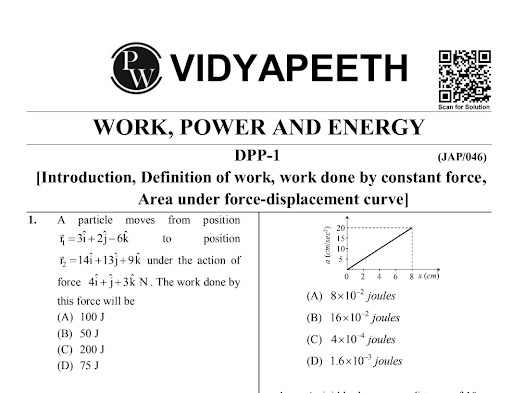 PW
VIDYAPEETH
Scan for Solution
WORK, POWER AND ENERGY
DPP-1
(JAP/046)
[Introduction, Definition of work, work done by constant force,
Area under force-displacement curve]
1. A particle moves from position
r⃗₁ = 3î + 2ĵ − 6k̂ to position
r⃗₂ = 14î + 13ĵ + 9k̂ under the action of
force 4î + ĵ + 3k̂ N . The work done by
this force will be
(A) 100 J
(B) 50 J
(C) 200 J
(D) 75 J
a (cm/sec²)
20
15
10
5
0 2 4 6 8 x (cm)
(A) 8×10⁻² joules
(B) 16×10⁻² joules
(C) 4×10⁻⁴ joules
(D) 1.6×10⁻³ joules